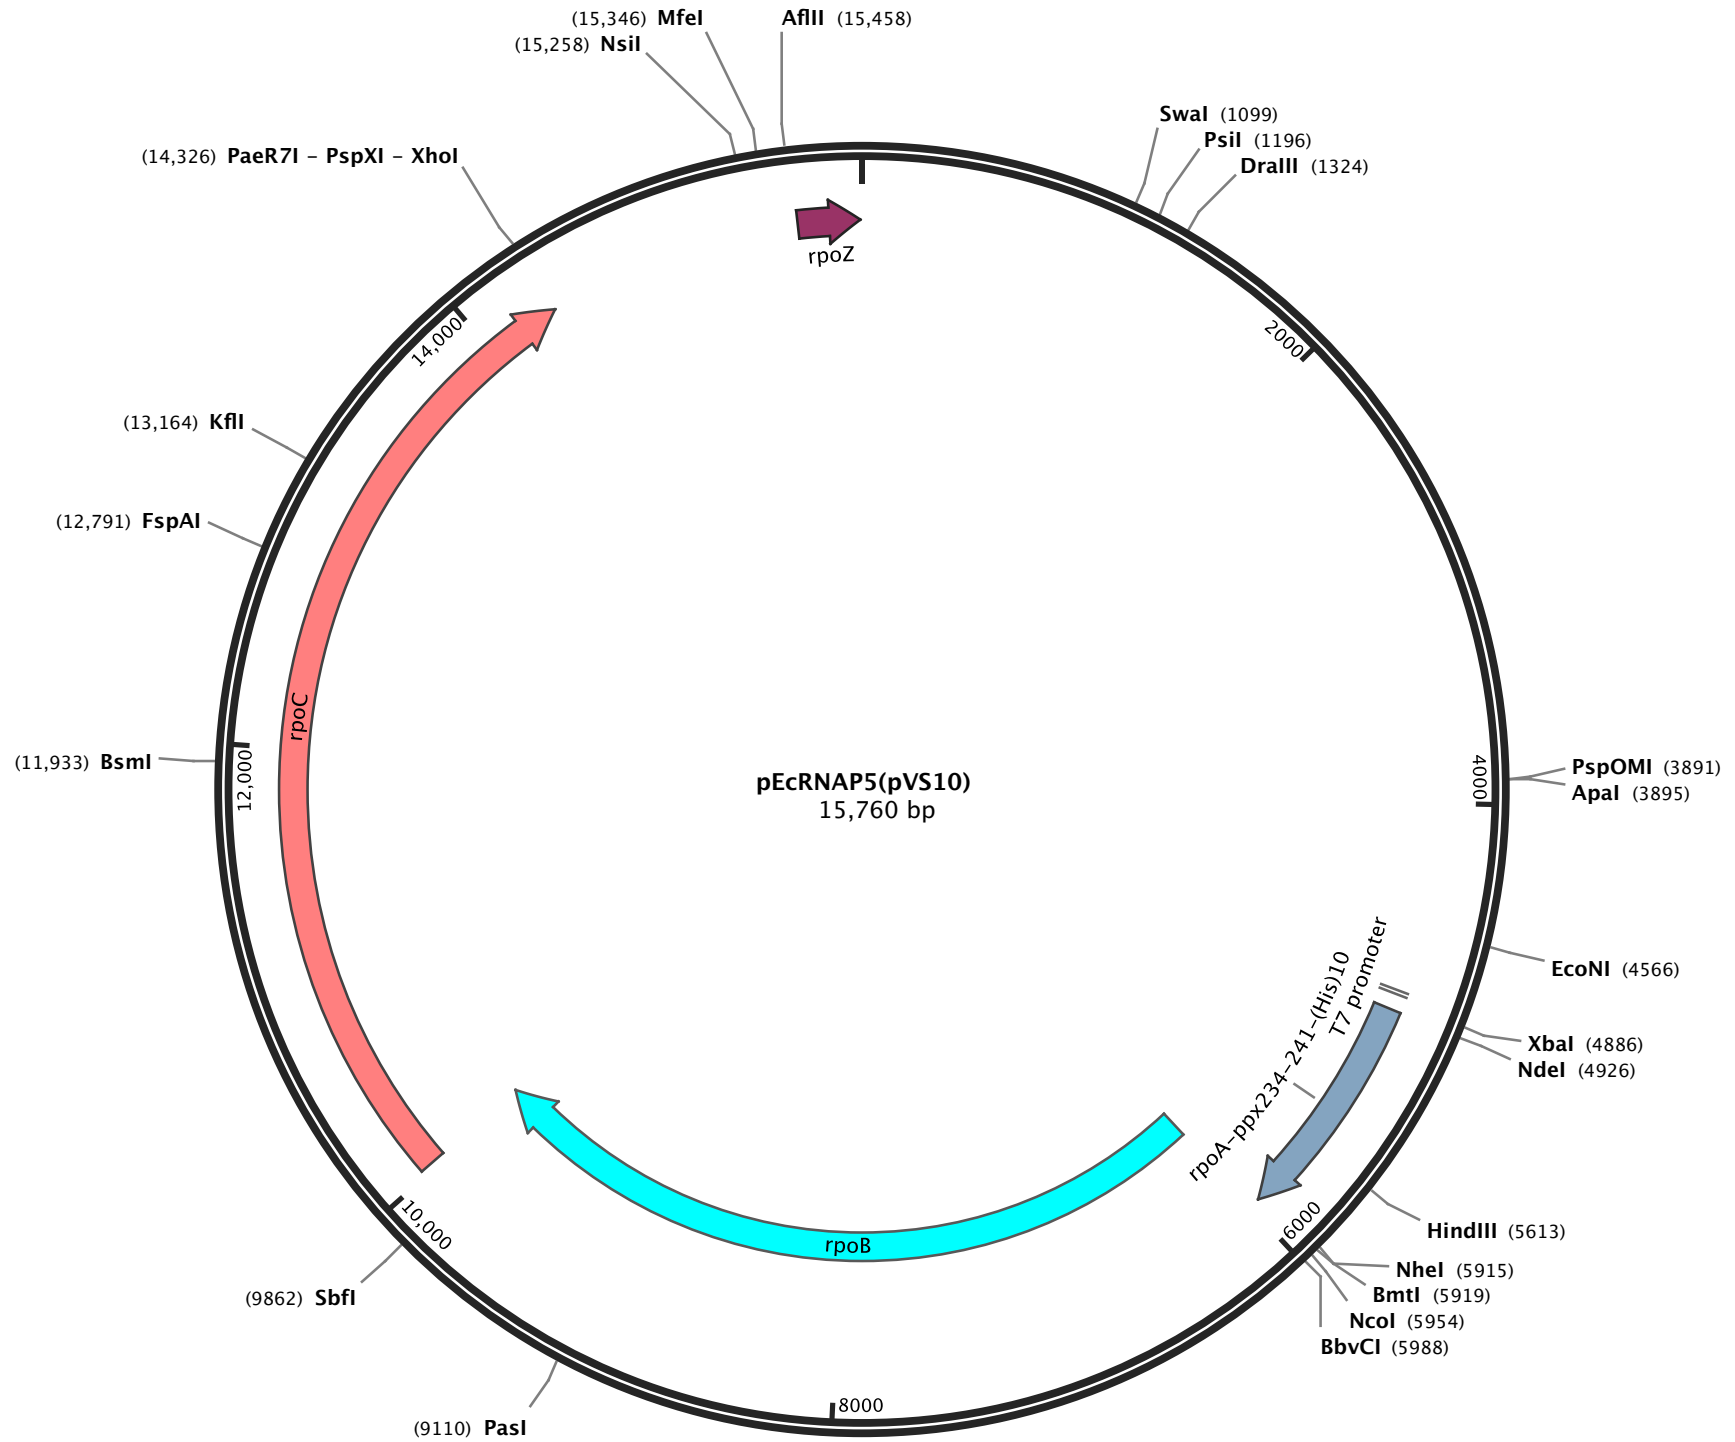 (15,346) MfeI
AflII (15,458)
(15,258) NsiI
SwaI (1099)
PsiI (1196)
(14,326) PaeR7I – PspXI – XhoI
DraIII (1324)
rpoZ
2000
14,000
(13,164) KflI
(12,791) FspAI
rpoC
(11,933) BsmI
12,000
pEcRNAP5(pVS10)
15,760 bp
4000
PspOMI (3891)
ApaI (3895)
EcoNI (4566)
T7 promoter
rpoA-ppx234-241-(His)10
XbaI (4886)
NdeI (4926)
10,000
6000
HindIII (5613)
rpoB
NheI (5915)
BmtI (5919)
(9862) SbfI
NcoI (5954)
BbvCI (5988)
8000
(9110) PasI